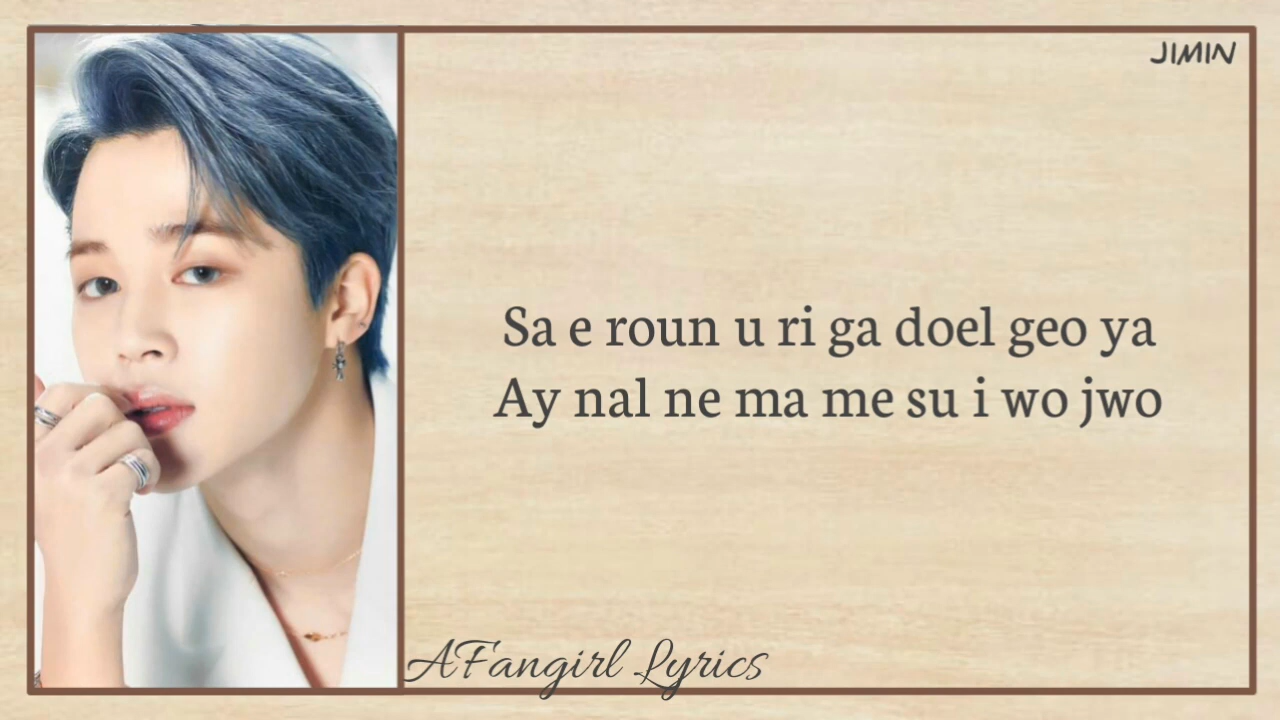 JIMIN
Sa e roun u ri ga doel geo ya
Ay nal ne ma me su i wo jwo
AFangirl Lyrics